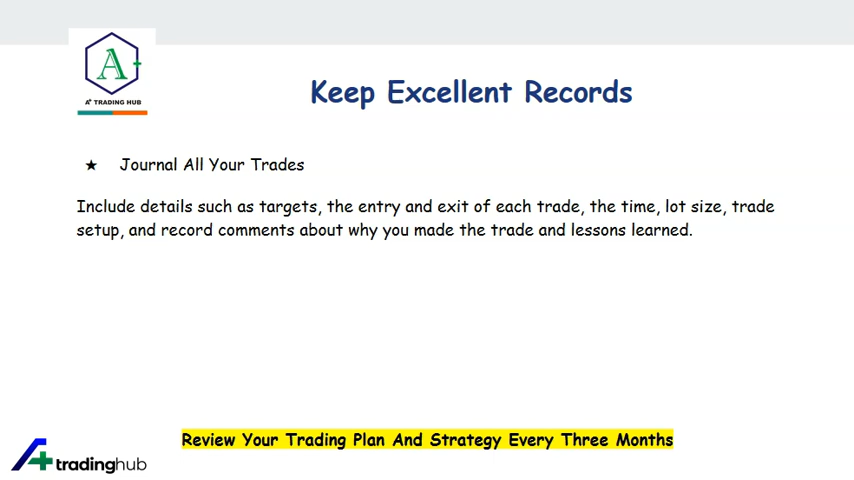 A+
A+ TRADING HUB
Keep Excellent Records
★ Journal All Your Trades
Include details such as targets, the entry and exit of each trade, the time, lot size, trade
setup, and record comments about why you made the trade and lessons learned.
Review Your Trading Plan And Strategy Every Three Months
A+ tradinghub